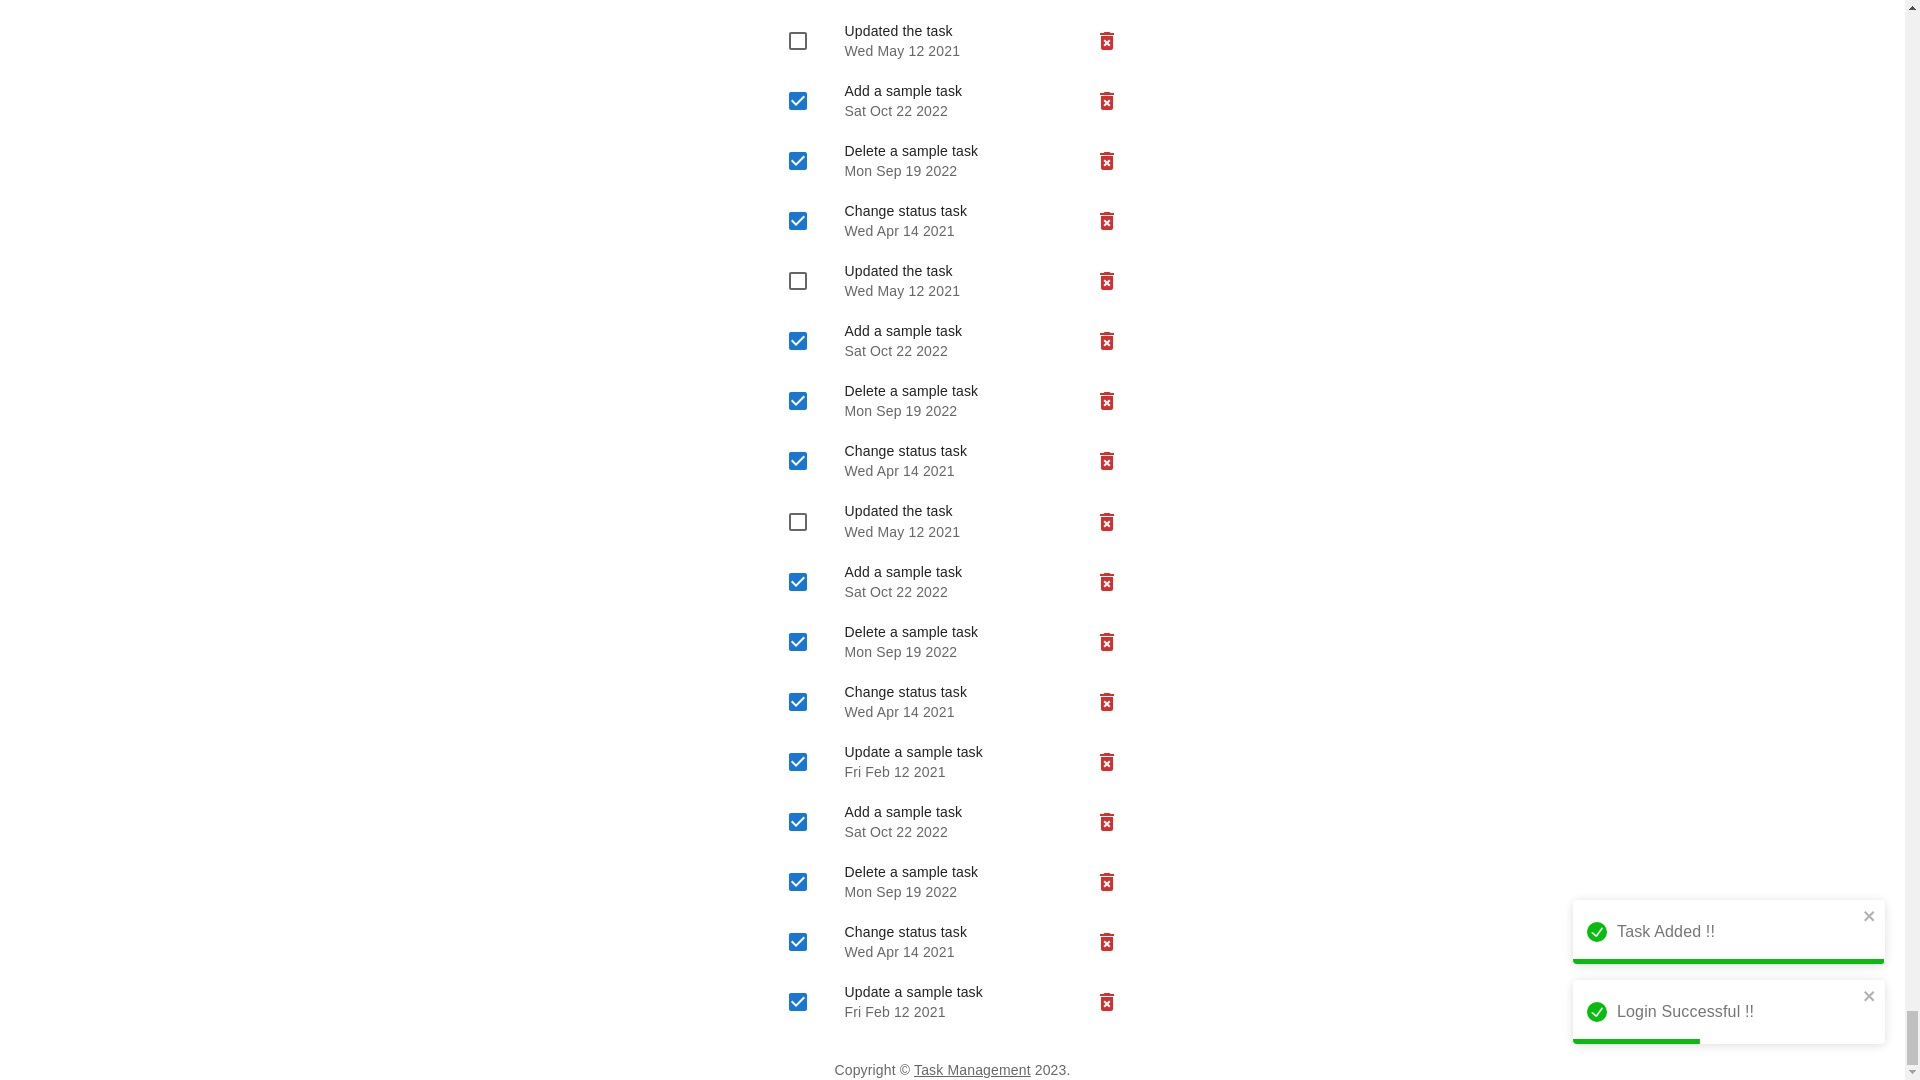 Updated the task
Wed May 12 2021
Add a sample task
Sat Oct 22 2022
Delete a sample task
Mon Sep 19 2022
Change status task
Wed Apr 14 2021
Updated the task
Wed May 12 2021
Add a sample task
Sat Oct 22 2022
Delete a sample task
Mon Sep 19 2022
Change status task
Wed Apr 14 2021
Updated the task
Wed May 12 2021
Add a sample task
Sat Oct 22 2022
Delete a sample task
Mon Sep 19 2022
Change status task
Wed Apr 14 2021
Update a sample task
Fri Feb 12 2021
Add a sample task
Sat Oct 22 2022
Delete a sample task
Mon Sep 19 2022
Change status task
Wed Apr 14 2021
Update a sample task
Fri Feb 12 2021
Task Added !!
Login Successful !!
Copyright © Task Management 2023.